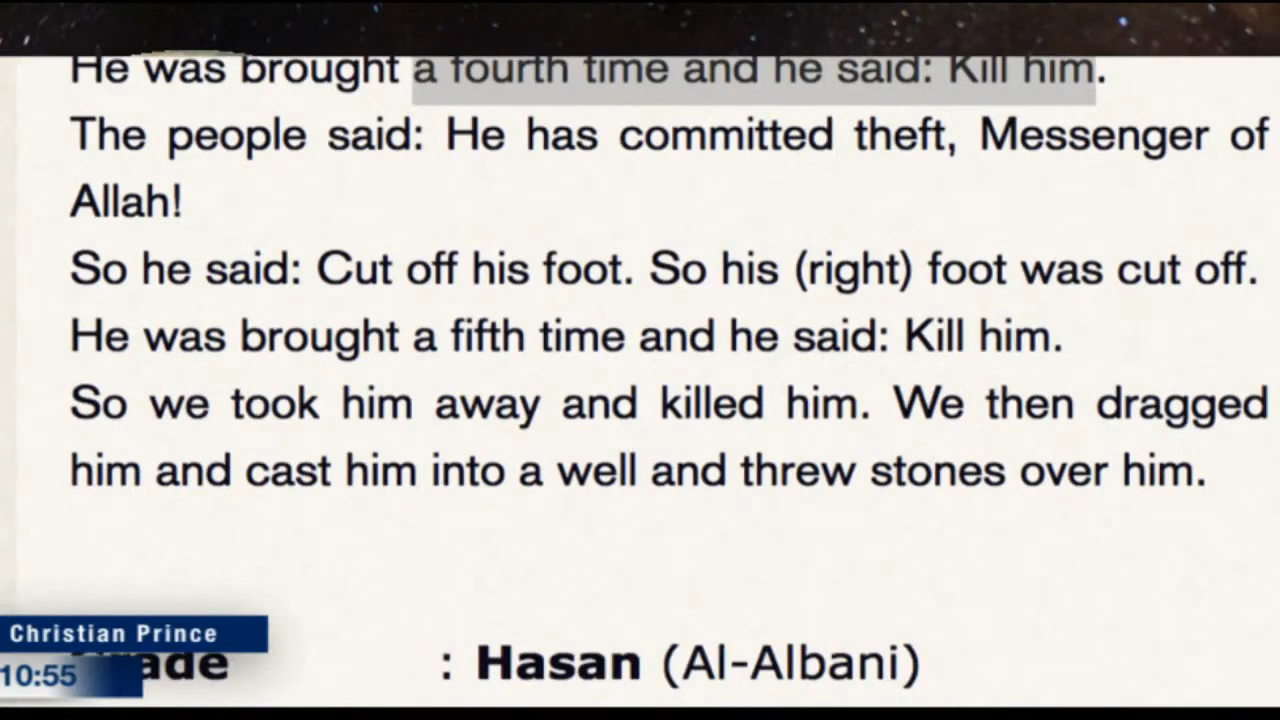 He was brought a fourth time and he said: Kill him.
The people said: He has committed theft, Messenger of
Allah!
So he said: Cut off his foot. So his (right) foot was cut off.
He was brought a fifth time and he said: Kill him.
So we took him away and killed him. We then dragged
him and cast him into a well and threw stones over him.
Christian Prince
ade : Hasan (Al-Albani)
10:55